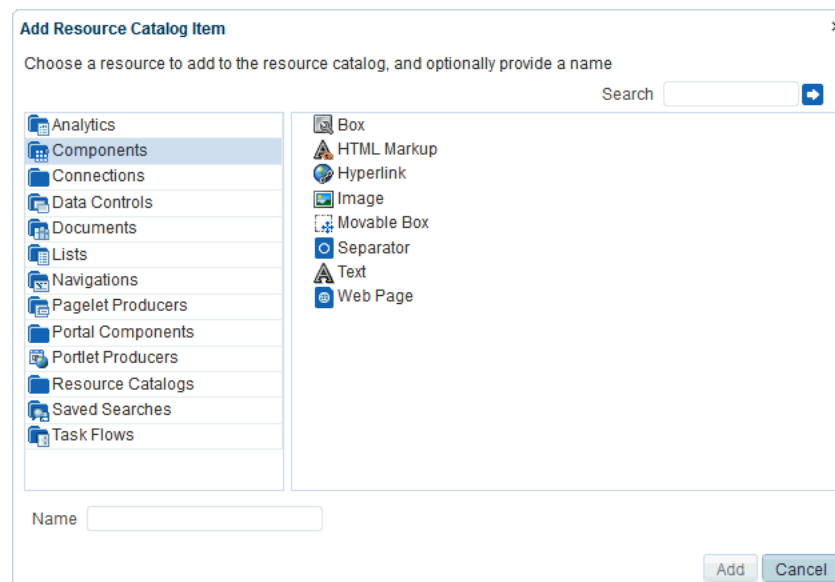 Add Resource Catalog Item
Choose a resource to add to the resource catalog, and optionally provide a name
Search
Analytics
Components
Connections
Data Controls
Documents
Lists
Navigations
Pagelet Producers
Portal Components
Portlet Producers
Resource Catalogs
Saved Searches
Task Flows
Box
HTML Markup
Hyperlink
Image
Movable Box
Separator
Text
Web Page
Name
Add Cancel